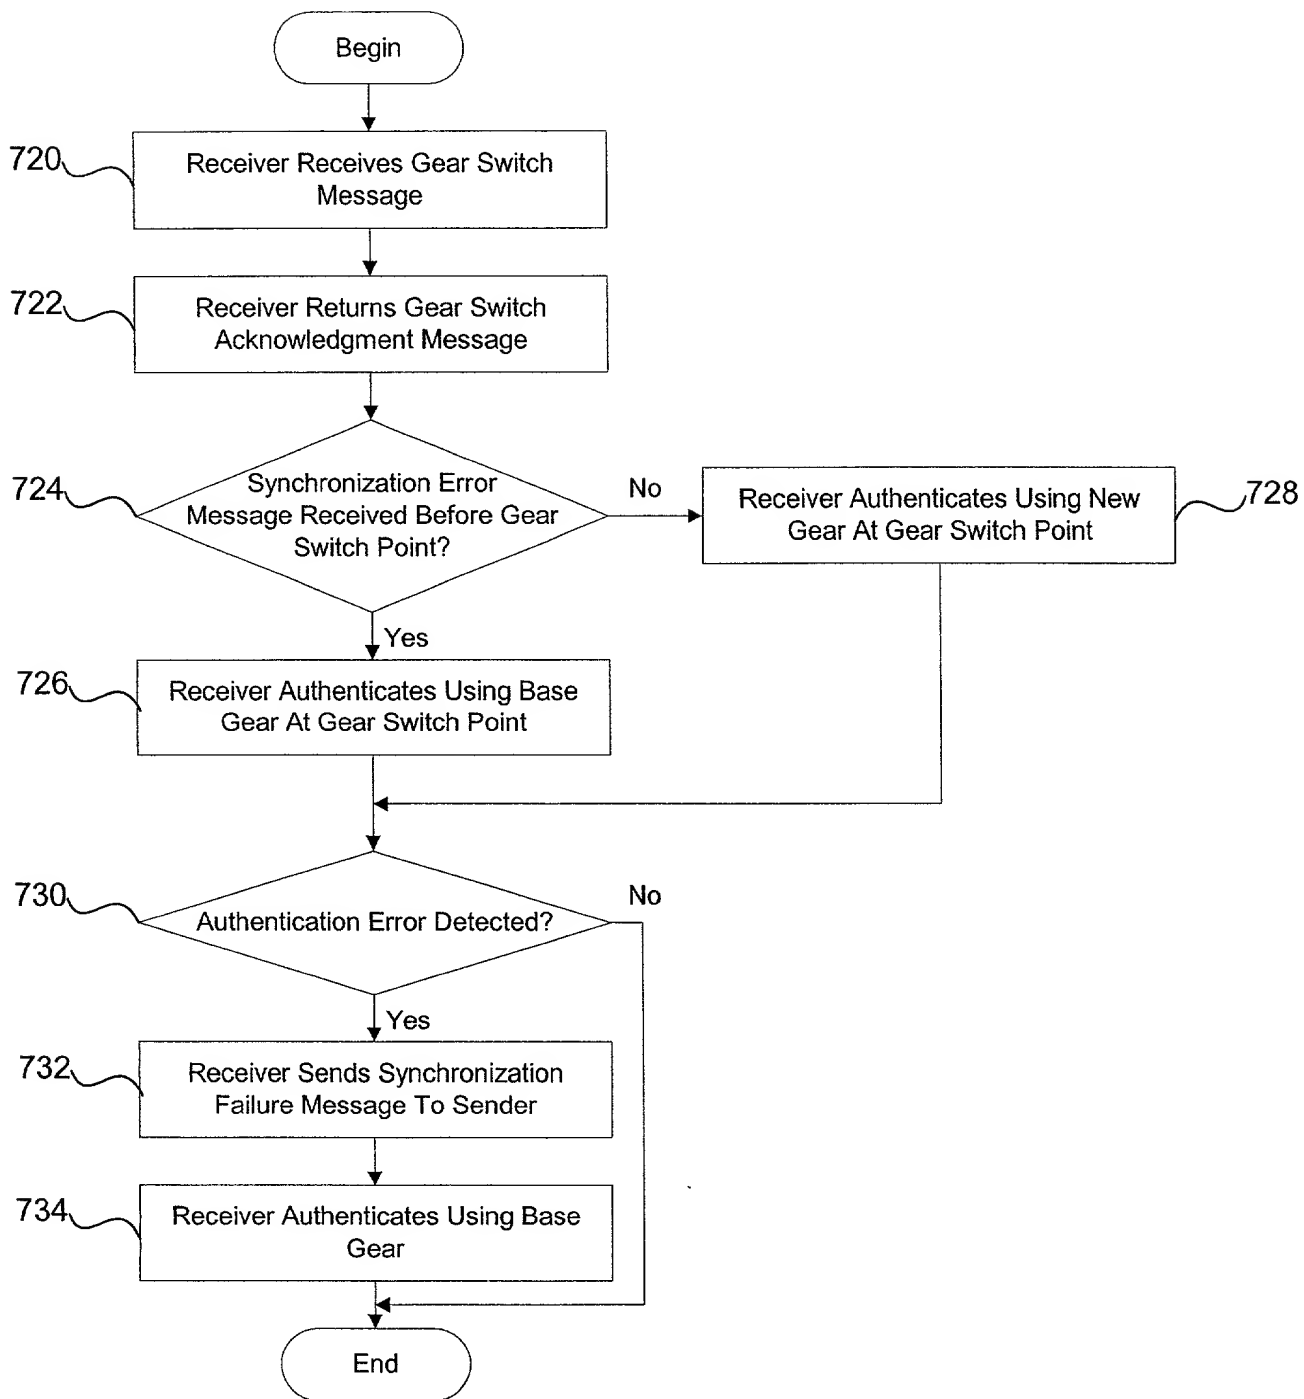 Begin
720
Receiver Receives Gear Switch
Message
722
Receiver Returns Gear Switch
Acknowledgment Message
724
Synchronization Error
Message Received Before Gear
Switch Point?
No
Receiver Authenticates Using New
Gear At Gear Switch Point
728
Yes
726
Receiver Authenticates Using Base
Gear At Gear Switch Point
730
Authentication Error Detected?
No
Yes
732
Receiver Sends Synchronization
Failure Message To Sender
734
Receiver Authenticates Using Base
Gear
End